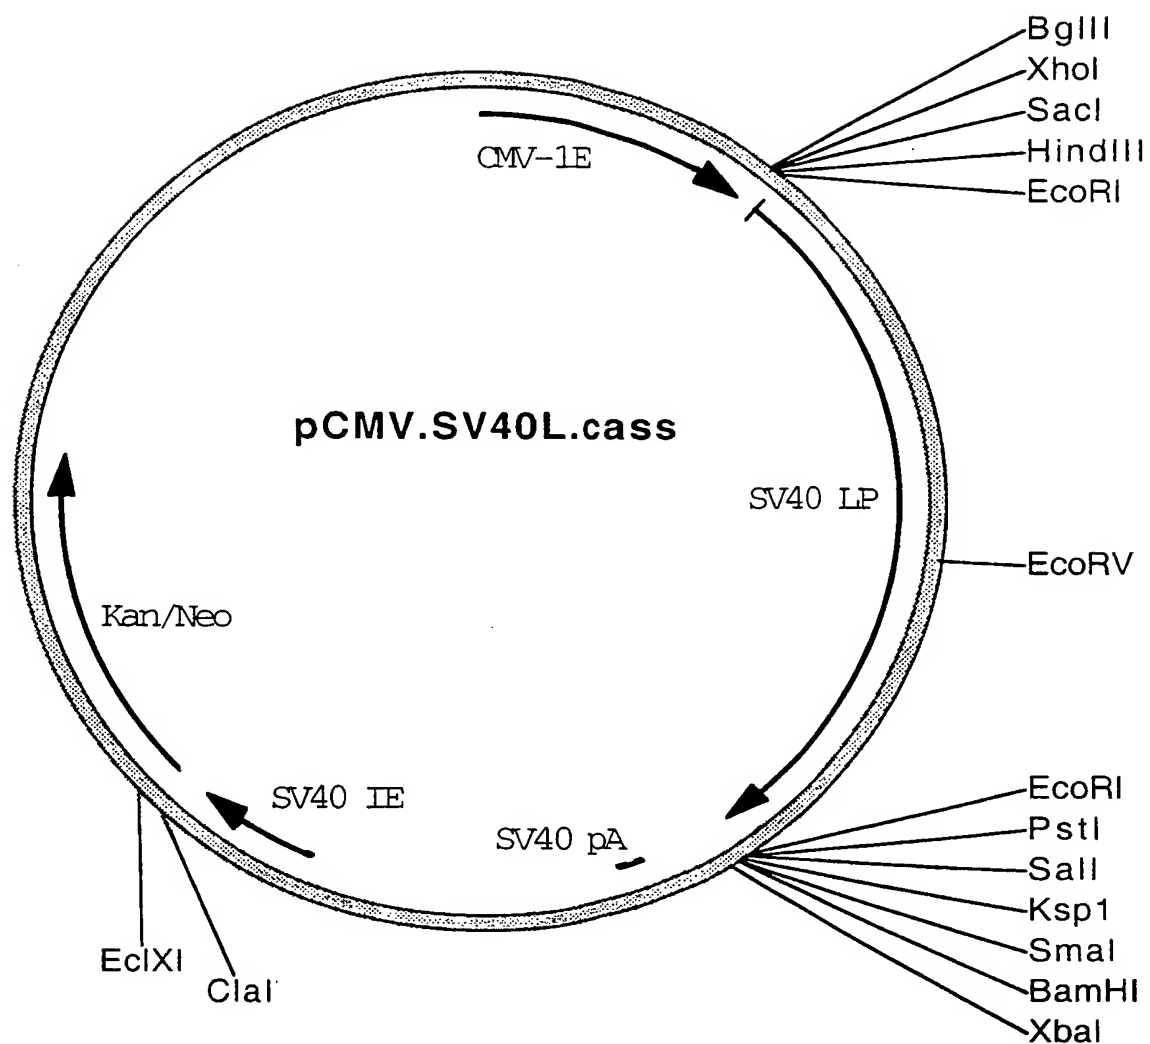 BglII
XhoI
SacI
HindIII
EcoRI
CMV-1E
pCMV.SV40L.cass
SV40 LP
EcoRV
Kan/Neo
SV40 IE
SV40 pA
EcoRI
PstI
SalI
Ksp1
SmaI
BamHI
XbaI
EclXI
ClaI